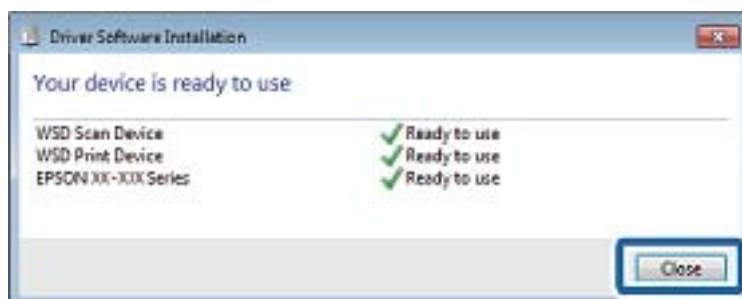 Driver Software Installation
Your device is ready to use
WSD Scan Device Ready to use
WSD Print Device Ready to use
EPSON XX-XXX Series Ready to use
Close